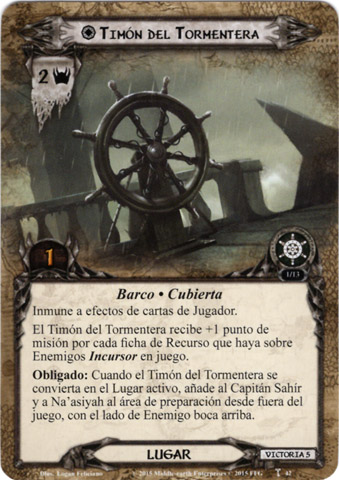 TIMÓN DEL TORMENTERA
2
1
1/13
Barco • Cubierta
Inmune a efectos de cartas de Jugador.
El Timón del Tormentera recibe +1 punto de
misión por cada ficha de Recurso que haya sobre
Enemigos Incursor en juego.
Obligado: Cuando el Timón del Tormentera se
convierta en el Lugar activo, añade al Capitán Sahír
y a Na'asiyah al área de preparación desde fuera del
juego, con el lado de Enemigo boca arriba.
LUGAR
VICTORIA 5
Ilus. Logan Feliciano
©2015 Middle-earth Enterprises ©2015 FFG